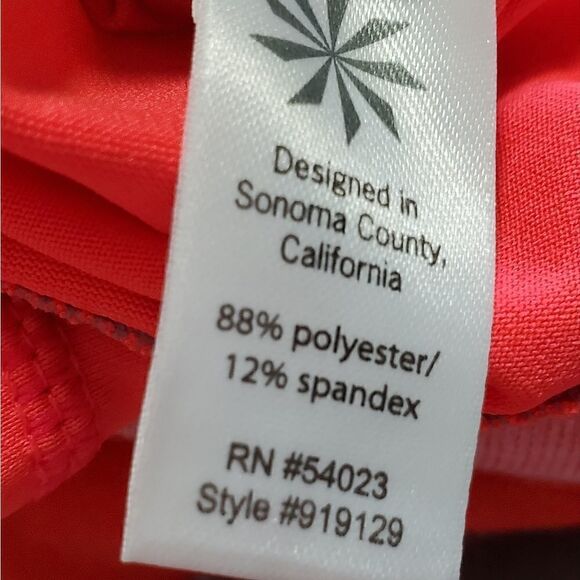 Designed in
Sonoma County,
California
88% polyester/
12% spandex
RN #54023
Style #919129